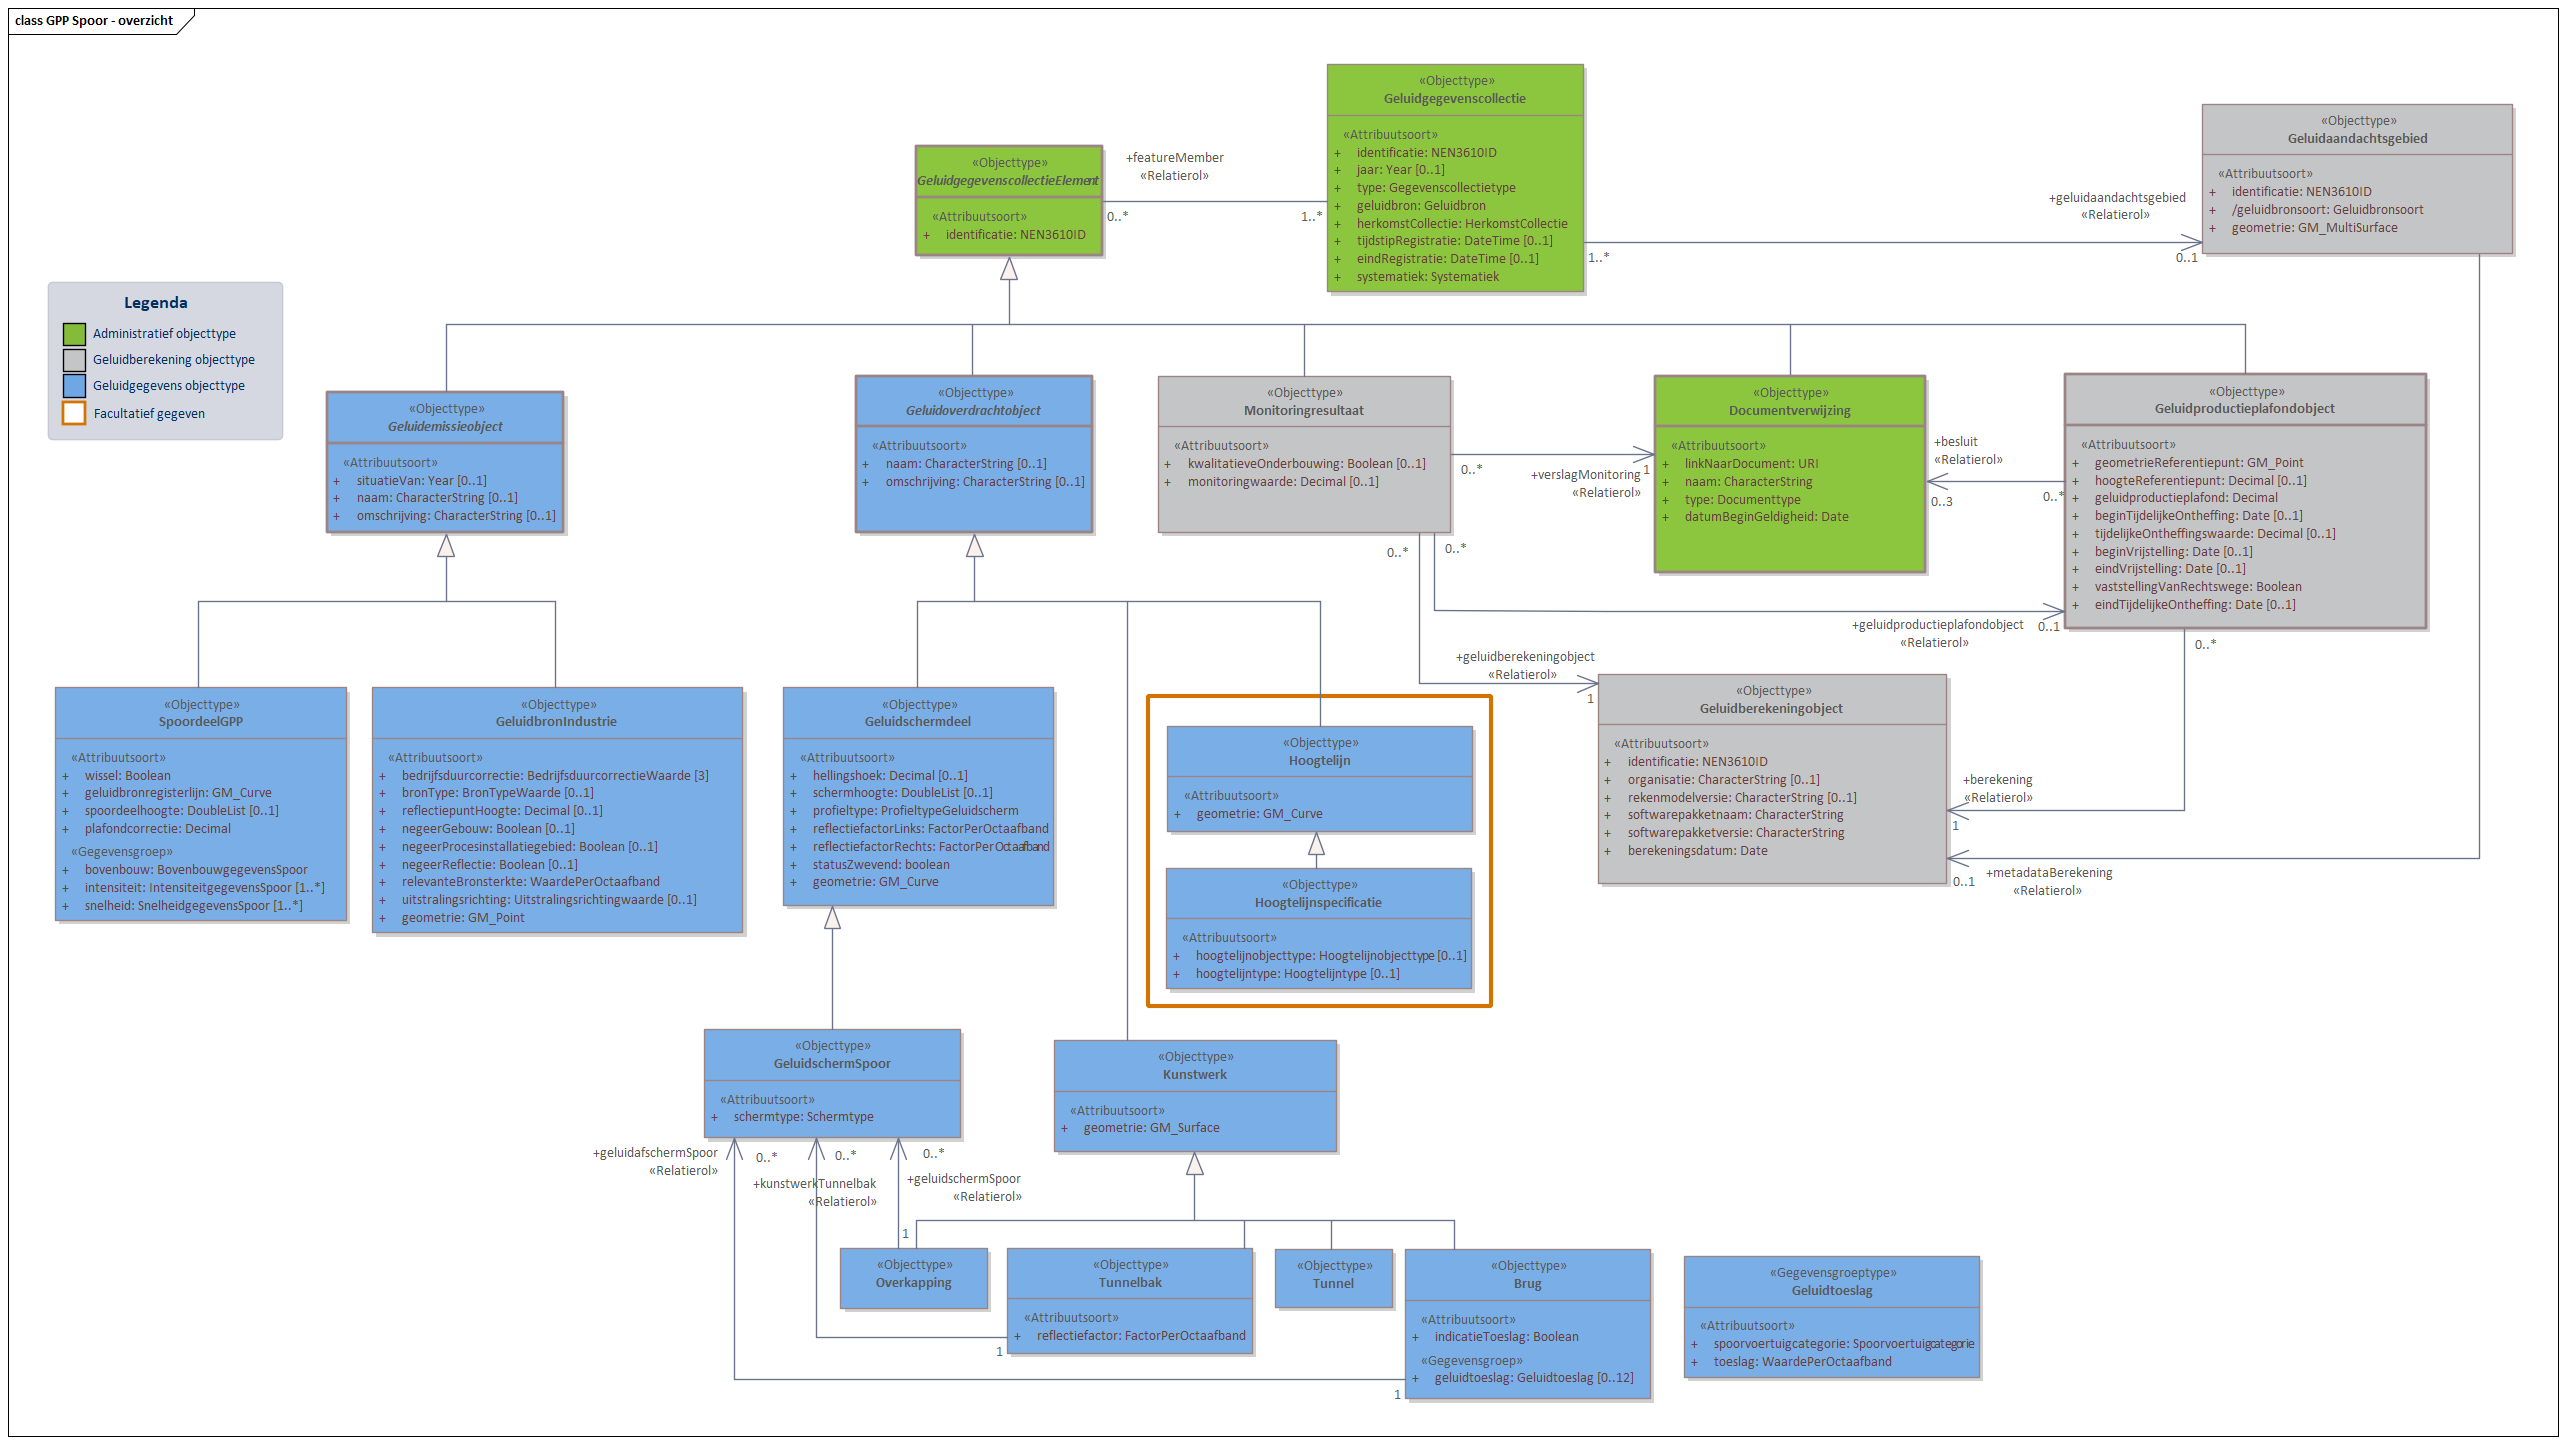 class GPP Spoor - overzicht
«Objecttype»
Geluidgegevenscollectie
«Attribuutsoort»
+ identificatie: NEN3610ID
+ jaar: Year [0..1]
+ type: Gegevenscollectietype
+ geluidbron: Geluidbron
+ herkomstCollectie: HerkomstCollectie
+ tijdstipRegistratie: DateTime [0..1]
+ eindRegistratie: DateTime [0..1]
+ systematiek: Systematiek
«Objecttype»
Geluidaandachtsgebied
«Attribuutsoort»
+ identificatie: NEN3610ID
+ /geluidbronsoort: Geluidbronsoort
+ geometrie: GM_MultiSurface
«Objecttype»
GeluidgegevenscollectieElement
«Attribuutsoort»
+ identificatie: NEN3610ID
+featureMember
«Relatierol»
0..*
1..*
+geluidaandachtsgebied
«Relatierol»
1..*
0..1
Legenda
Administratief objecttype
Geluidberekening objecttype
Geluidgegevens objecttype
Facultatief gegeven
«Objecttype»
Geluidemissieobject
«Attribuutsoort»
+ situatieVan: Year [0..1]
+ naam: CharacterString [0..1]
+ omschrijving: CharacterString [0..1]
«Objecttype»
Geluidoverdrachtobject
«Attribuutsoort»
+ naam: CharacterString [0..1]
+ omschrijving: CharacterString [0..1]
«Objecttype»
Monitoringresultaat
«Attribuutsoort»
+ kwalitatieveOnderbouwing: Boolean [0..1]
+ monitoringwaarde: Decimal [0..1]
0..*
+verslagMonitoring
«Relatierol»
1
«Objecttype»
Documentverwijzing
«Attribuutsoort»
+ linkNaarDocument: URI
+ naam: CharacterString
+ type: Documenttype
+ datumBeginGeldigheid: Date
+besluit
«Relatierol»
0..3
0..*
«Objecttype»
Geluidproductieplafondobject
«Attribuutsoort»
+ geometrieReferentiepunt: GM_Point
+ hoogteReferentiepunt: Decimal [0..1]
+ geluidproductieplafond: Decimal
+ beginTijdelijkeOntheffing: Date [0..1]
+ tijdelijkeOntheffingswaarde: Decimal [0..1]
+ beginVrijstelling: Date [0..1]
+ eindVrijstelling: Date [0..1]
+ vaststellingVanRechtswege: Boolean
+ eindTijdelijkeOntheffing: Date [0..1]
0..*
0..*
+geluidproductieplafondobject
«Relatierol»
0..1
0..*
+geluidberekeningobject
«Relatierol»
1
«Objecttype»
SpoordeelGPP
«Attribuutsoort»
+ wissel: Boolean
+ geluidbronregisterlijn: GM_Curve
+ spoordeelhoogte: DoubleList [0..1]
+ plafondcorrectie: Decimal
«Gegevensgroep»
+ bovenbouw: BovenbouwgegevensSpoor
+ intensiteit: IntensiteitgegevensSpoor [1..*]
+ snelheid: SnelheidgegevensSpoor [1..*]
«Objecttype»
GeluidbronIndustrie
«Attribuutsoort»
+ bedrijfsduurcorrectie: BedrijfsduurcorrectieWaarde [3]
+ bronType: BronTypeWaarde [0..1]
+ reflectiepuntHoogte: Decimal [0..1]
+ negeerGebouw: Boolean [0..1]
+ negeerProcesinstallatiegebied: Boolean [0..1]
+ negeerReflectie: Boolean [0..1]
+ relevanteBronsterkte: WaardePerOctaafband
+ uitstralingsrichting: Uitstralingsrichtingwaarde [0..1]
+ geometrie: GM_Point
«Objecttype»
Geluidschermdeel
«Attribuutsoort»
+ hellingshoek: Decimal [0..1]
+ schermhoogte: DoubleList [0..1]
+ profieltype: ProfieltypeGeluidscherm
+ reflectiefactorLinks: FactorPerOctaafband
+ reflectiefactorRechts: FactorPerOctaafband
+ statusZwevend: boolean
+ geometrie: GM_Curve
«Objecttype»
Hoogtelijn
«Attribuutsoort»
+ geometrie: GM_Curve
«Objecttype»
Hoogtelijnspecificatie
«Attribuutsoort»
+ hoogtelijnobjecttype: Hoogtelijnobjecttype [0..1]
+ hoogtelijntype: Hoogtelijntype [0..1]
«Objecttype»
Geluidberekeningobject
«Attribuutsoort»
+ identificatie: NEN3610ID
+ organisatie: CharacterString [0..1]
+ rekenmodelversie: CharacterString [0..1]
+ softwarepakketnaam: CharacterString
+ softwarepakketversie: CharacterString
+ berekeningsdatum: Date
+berekening
«Relatierol»
1
0..1
+metadataBerekening
«Relatierol»
«Objecttype»
GeluidschermSpoor
«Attribuutsoort»
+ schermtype: Schermtype
«Objecttype»
Kunstwerk
«Attribuutsoort»
+ geometrie: GM_Surface
+geluidafschermSpoor
«Relatierol»
0..*
+kunstwerkTunnelbak
«Relatierol»
0..*
+geluidschermSpoor
«Relatierol»
0..*
1
«Objecttype»
Overkapping
«Objecttype»
Tunnelbak
«Attribuutsoort»
+ reflectiefactor: FactorPerOctaafband
1
«Objecttype»
Tunnel
«Objecttype»
Brug
«Attribuutsoort»
+ indicatieToeslag: Boolean
«Gegevensgroep»
+ geluidtoeslag: Geluidtoeslag [0..12]
1
«Gegevensgroeptype»
Geluidtoeslag
«Attribuutsoort»
+ spoorvoertuigcategorie: Spoorvoertuigcategorie
+ toeslag: WaardePerOctaafband